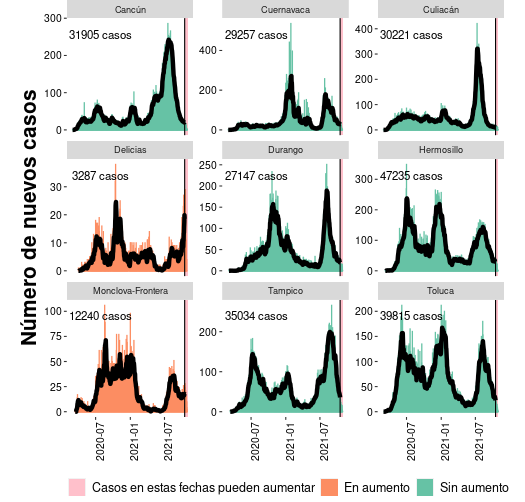 Cancún
Cuernavaca
Culiacán
300
200
100
0
31905 casos
400
200
0
29257 casos
400
300
200
100
0
30221 casos
Delicias
Durango
Hermosillo
30
20
10
0
3287 casos
250
200
150
100
50
0
27147 casos
300
200
100
0
47235 casos
Monclova-Frontera
Tampico
Toluca
100
75
50
25
0
12240 casos
200
100
0
35034 casos
200
150
100
50
0
39815 casos
2020-07
2021-01
2021-07
2020-07
2021-01
2021-07
2020-07
2021-01
2021-07
Número de nuevos casos
Casos en estas fechas pueden aumentar
En aumento
Sin aumento